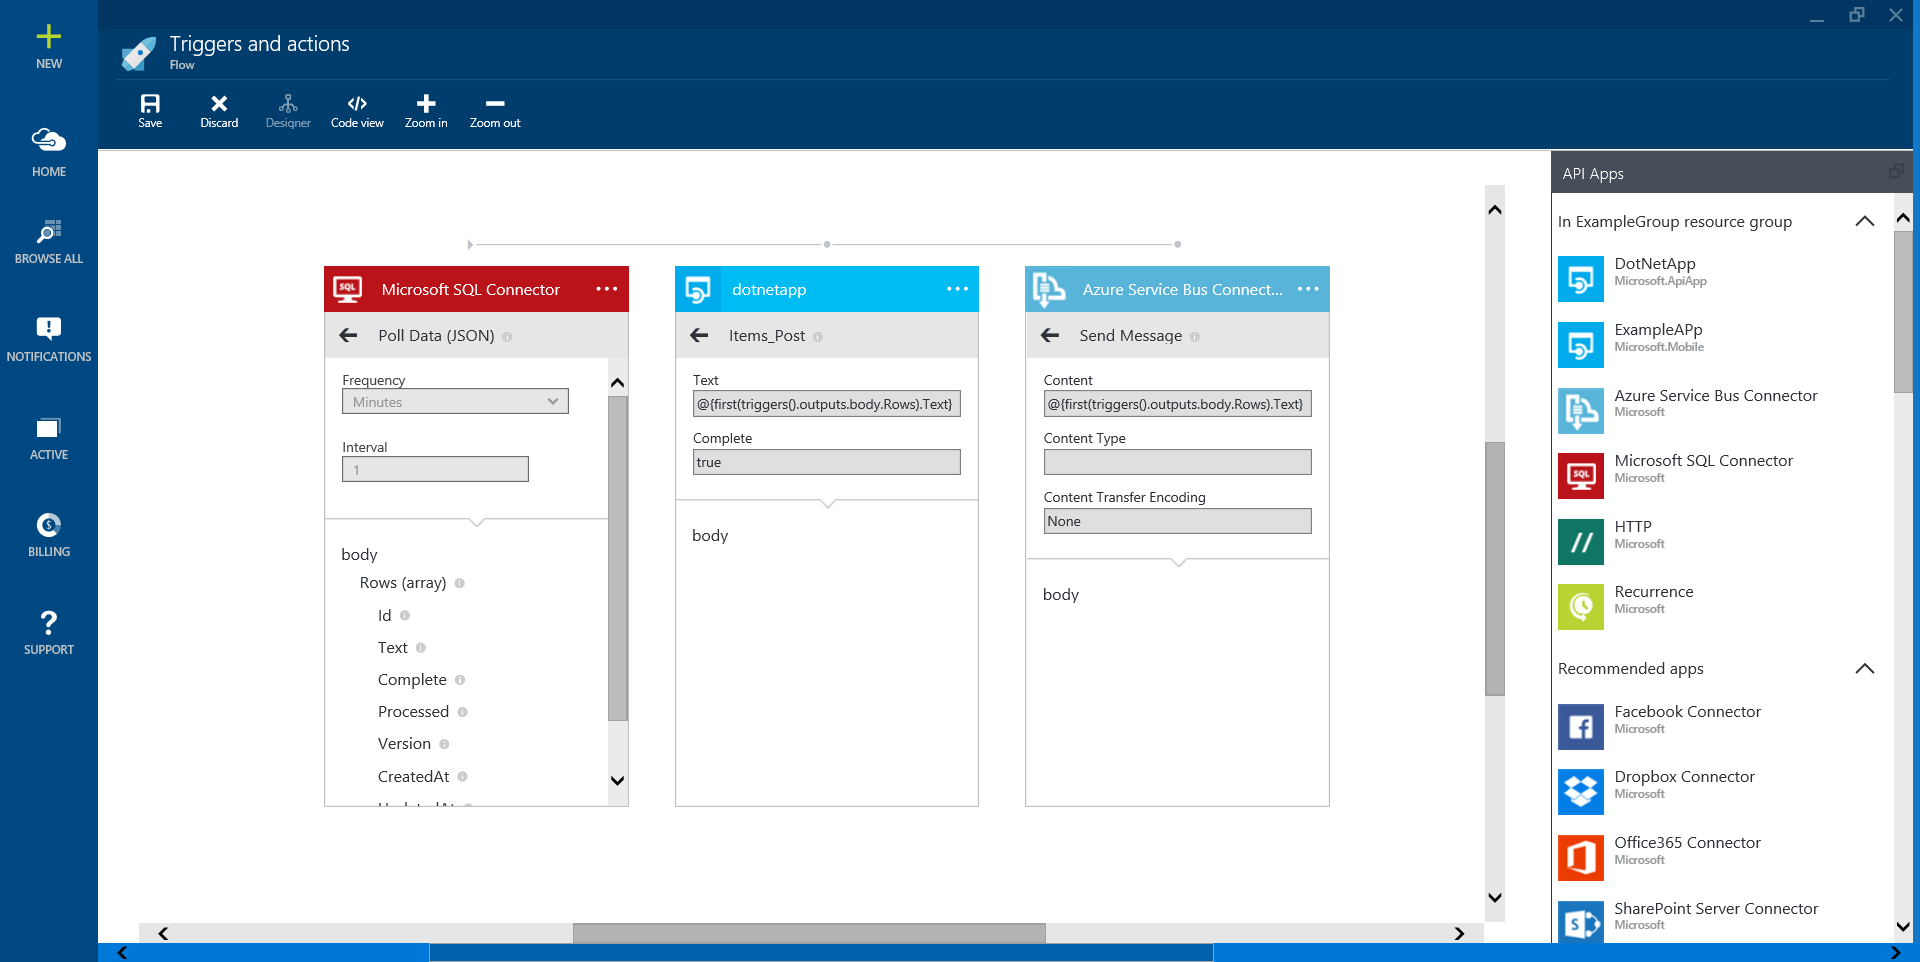 NEW
HOME
BROWSE ALL
NOTIFICATIONS
ACTIVE
BILLING
SUPPORT
Triggers and actions
Flow
Save
Discard
Designer
Code view
Zoom in
Zoom out
SQL
Microsoft SQL Connector
Poll Data (JSON)
Frequency
Minutes
Interval
1
body
Rows (array)
Id
Text
Complete
Processed
Version
CreatedAt
dotnetapp
Items_Post
Text
@{first(triggers().outputs.body.Rows).Text}
Complete
true
body
Azure Service Bus Connect...
Send Message
Content
@{first(triggers().outputs.body.Rows).Text}
Content Type
Content Transfer Encoding
None
body
API Apps
In ExampleGroup resource group
DotNetApp
Microsoft.ApiApp
ExampleAPp
Microsoft.Mobile
Azure Service Bus Connector
Microsoft
SQL
Microsoft SQL Connector
Microsoft
HTTP
Microsoft
Recurrence
Microsoft
Recommended apps
Facebook Connector
Microsoft
Dropbox Connector
Microsoft
Office365 Connector
Microsoft
SharePoint Server Connector
Microsoft